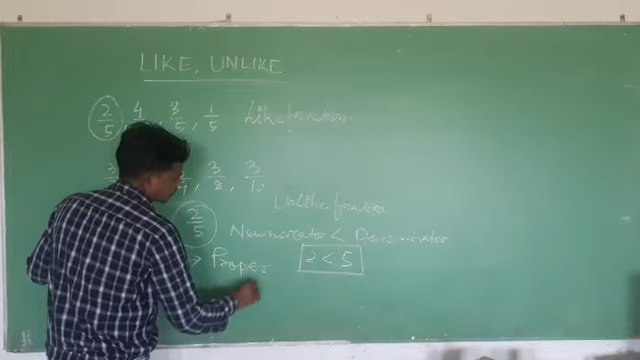 LIKE, UNLIKE
2/5, 4, 3/5, 1/5 Like fraction
3/8, 3/1,
Unlike fraction
2/5 Numerator < Denominator
→ Proper 2 < 5